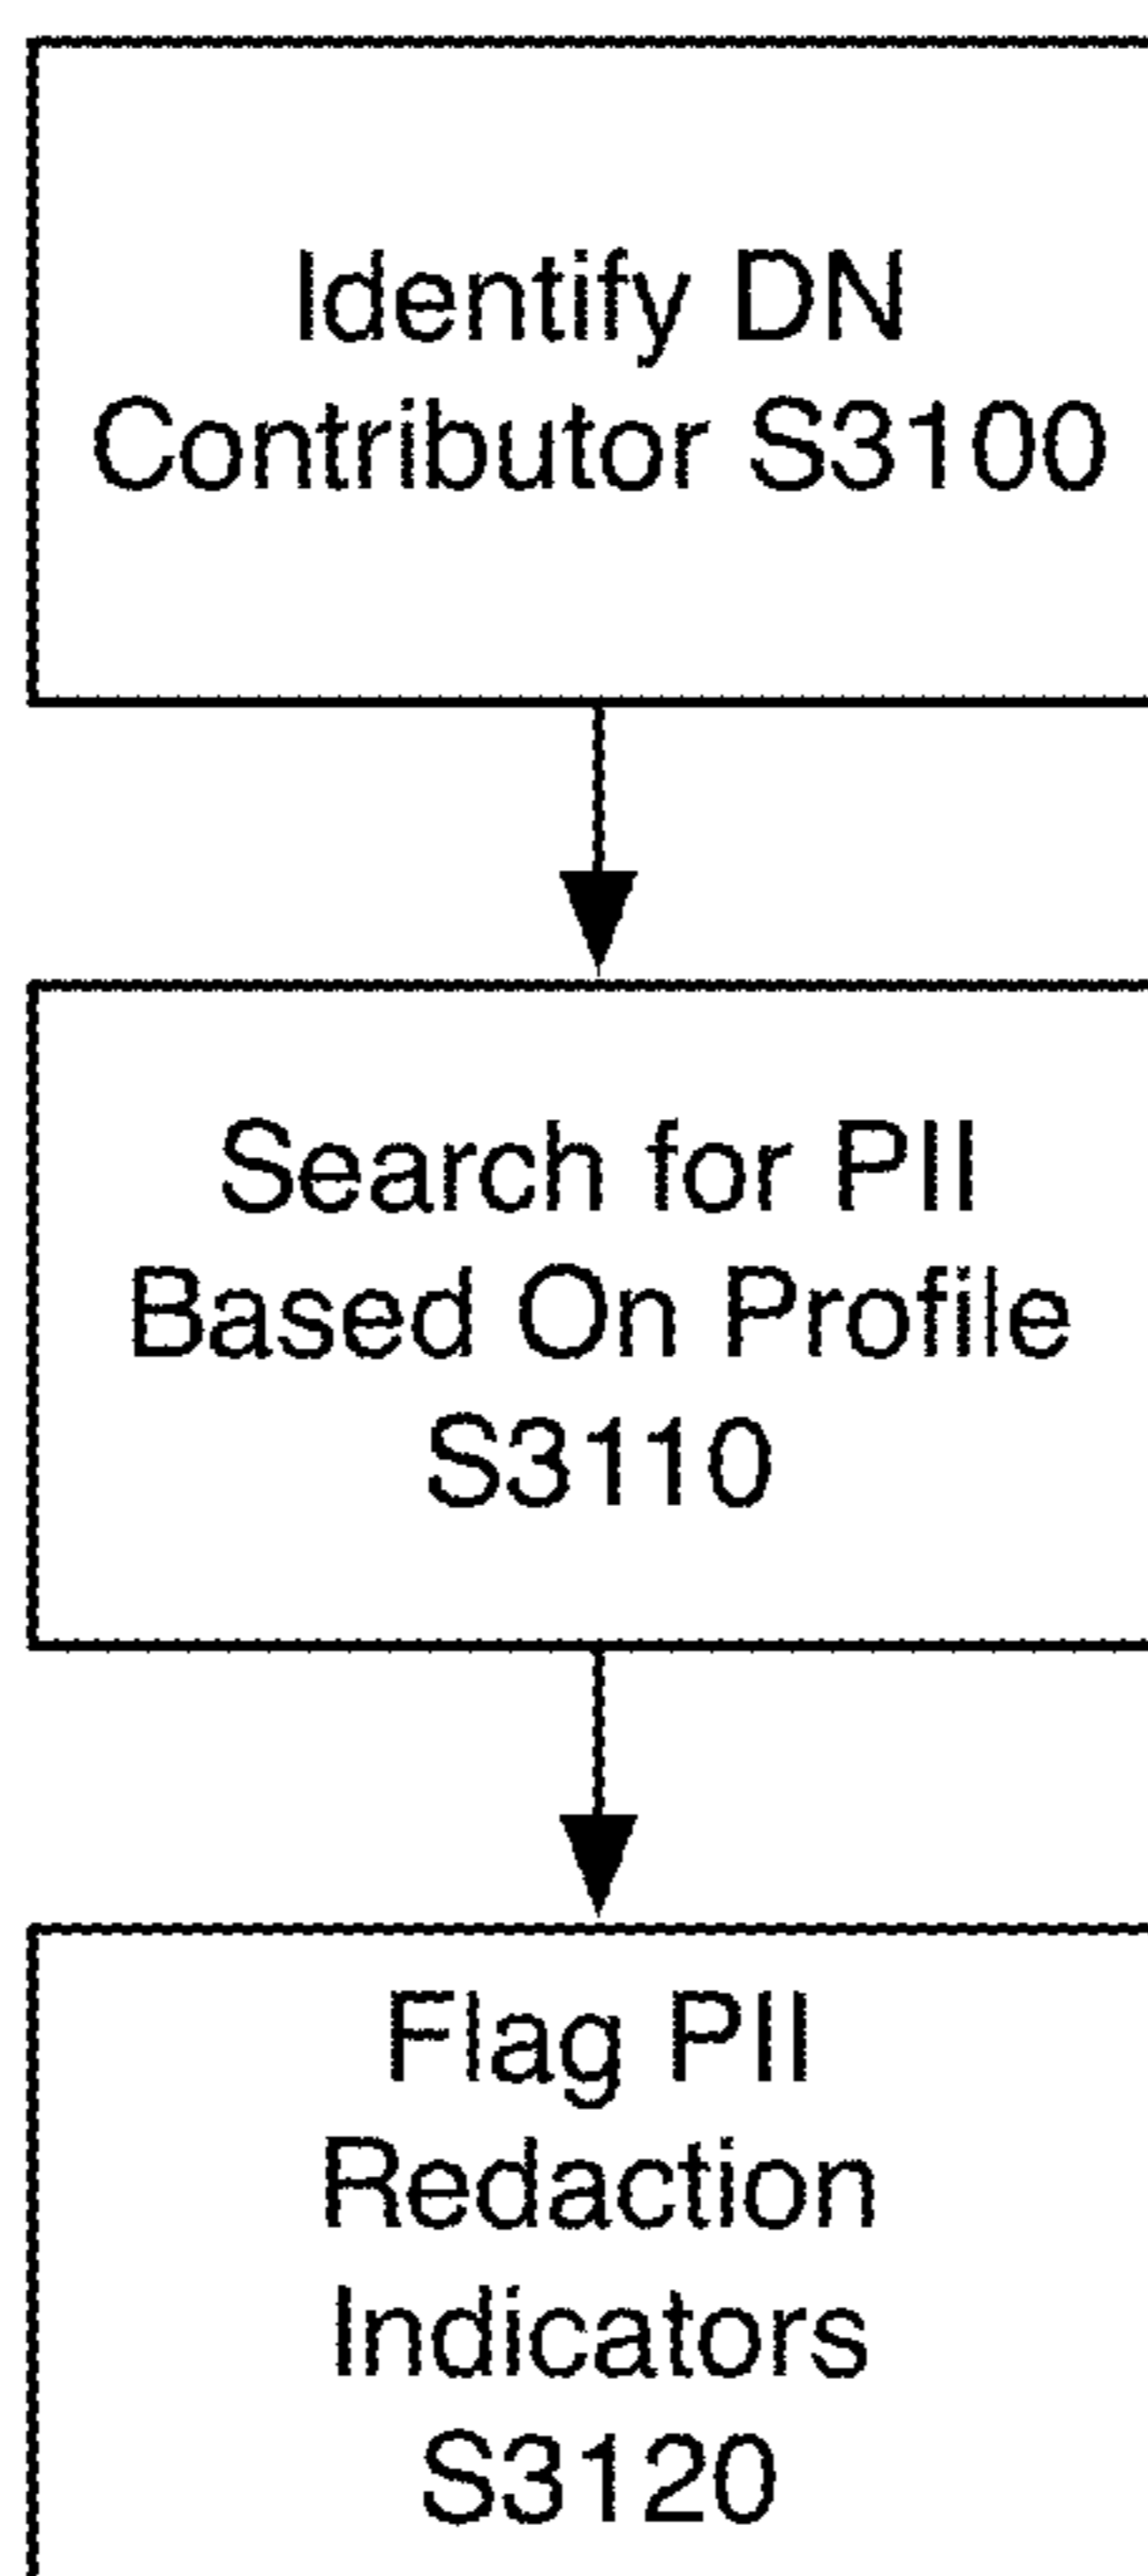 Identify DN
Contributor S3100
Search for PII
Based On Profile
S3110
Flag PII
Redaction
Indicators
S3120